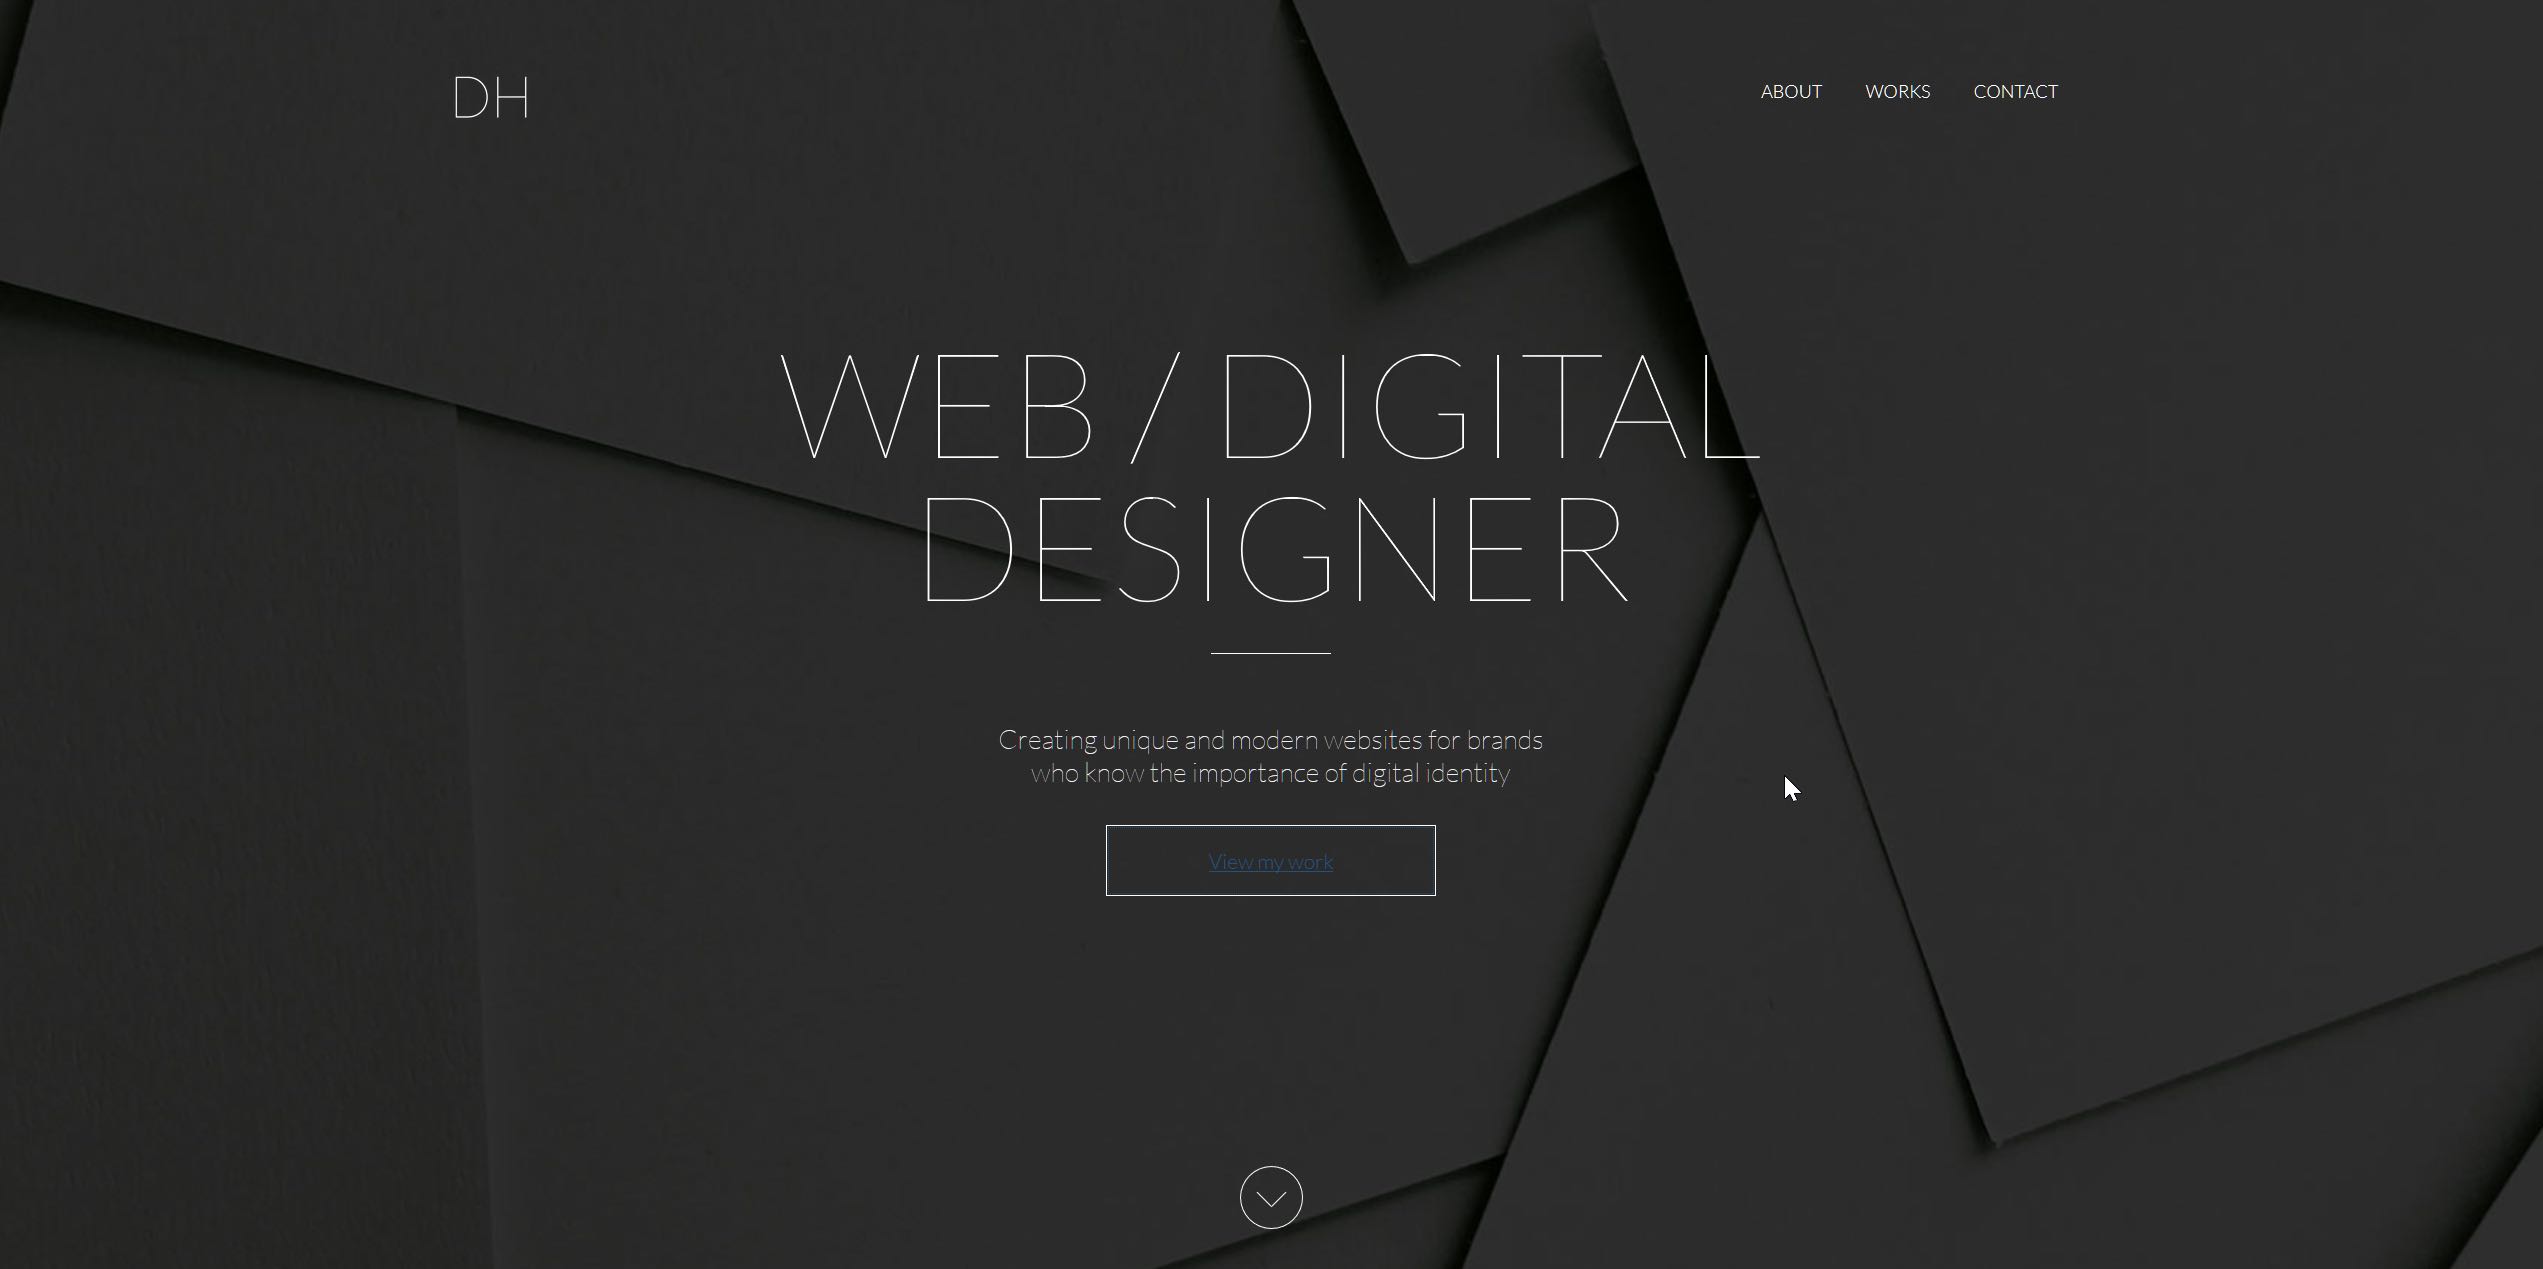 DH
ABOUT WORKS CONTACT
WEB / DIGITAL
DESIGNER
Creating unique and modern websites for brands
who know the importance of digital identity
View my work